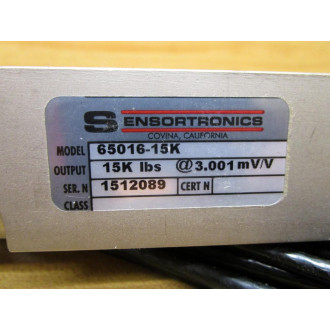 SENSORTRONICS
COVINA, CALIFORNIA
MODEL 65016-15K
OUTPUT 15K lbs @3.001mV/V
SER. N 1512089 CERT N
CLASS